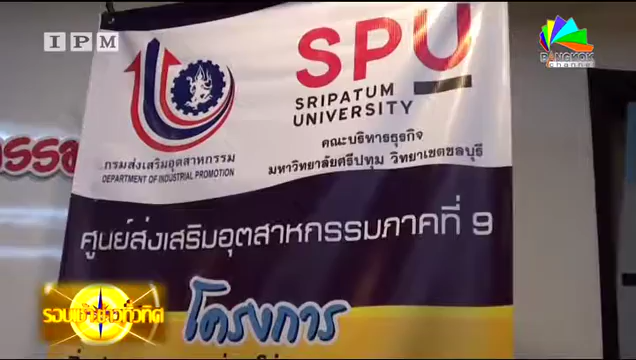 IPM
BANGKOK
channel
SPU
SRIPATUM
UNIVERSITY
คณะบริหารธุรกิจ
มหาวิทยาลัยศรีปทุม วิทยาเขตชลบุรี
กรมส่งเสริมอุตสาหกรรม
DEPARTMENT OF INDUSTRIAL PROMOTION
ศูนย์ส่งเสริมอุตสาหกรรมภาคที่ 9
โครงการ